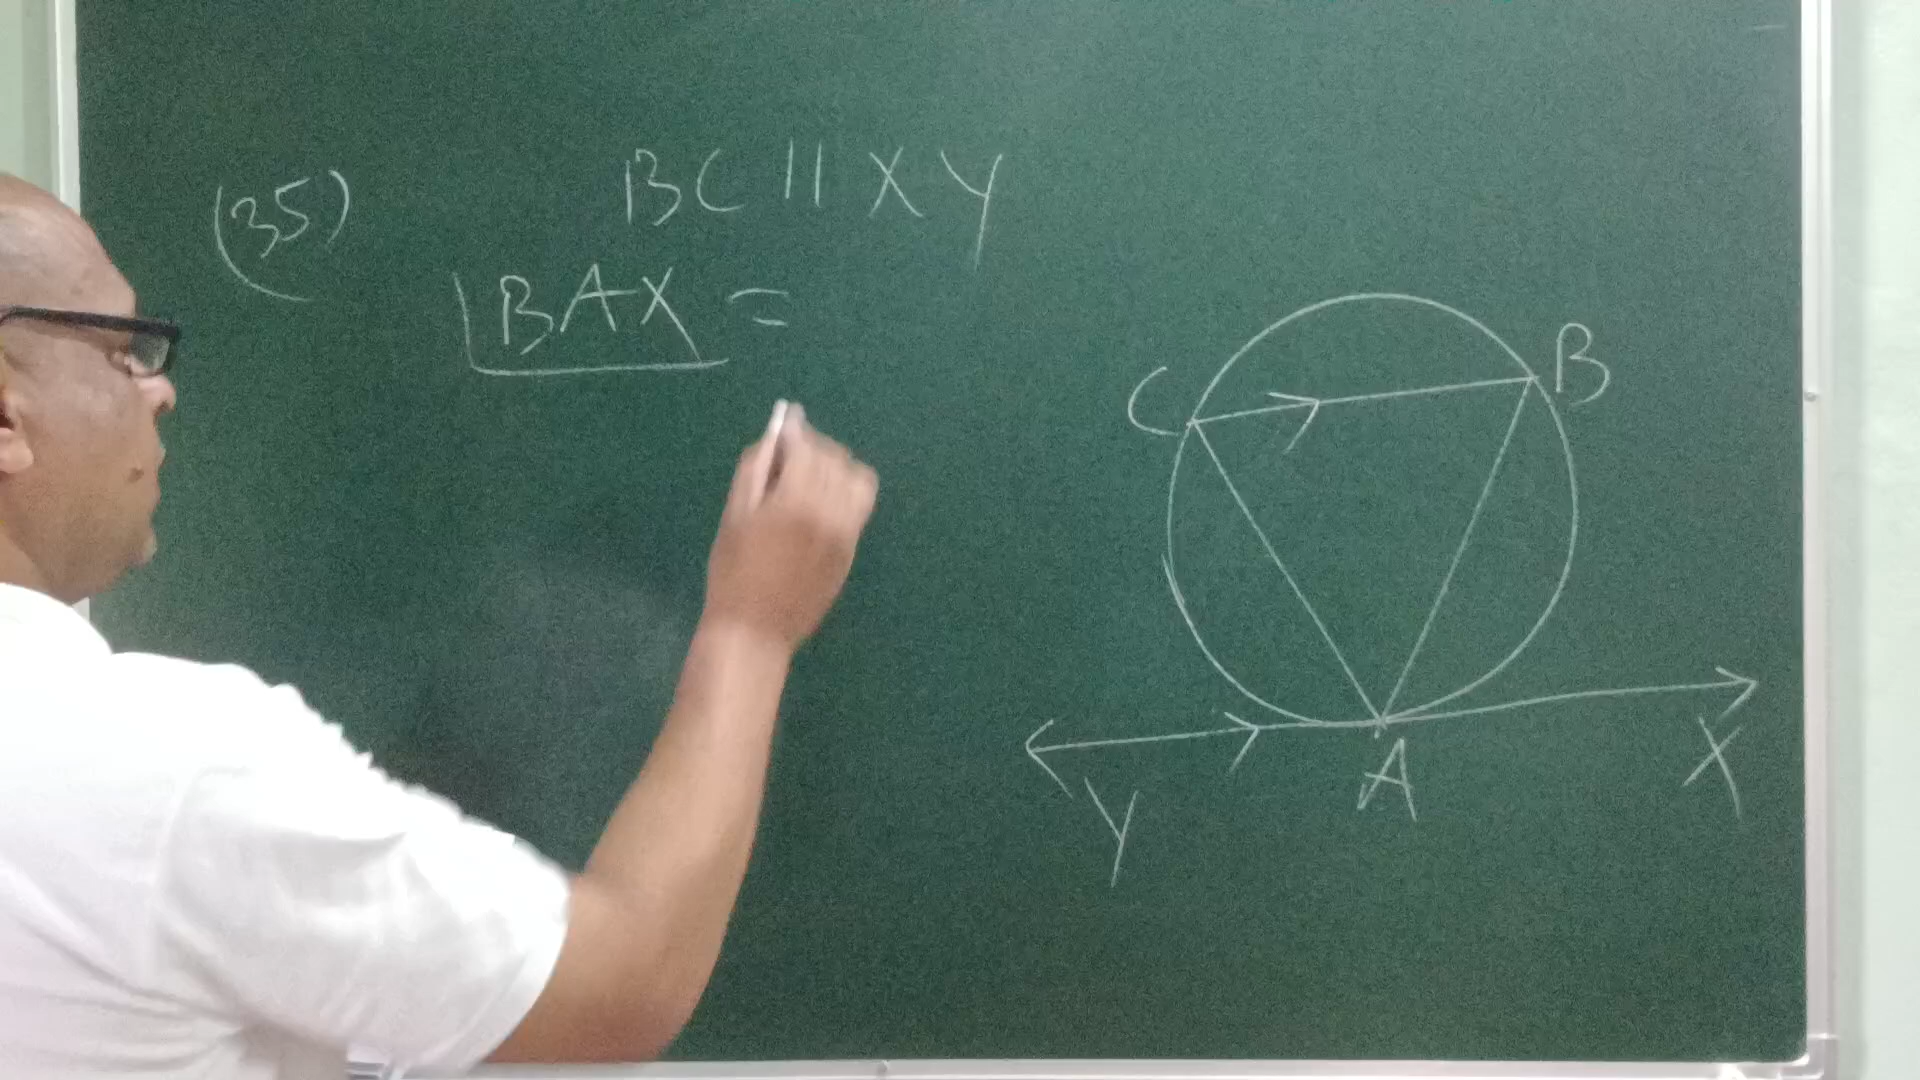 (35) BC || XY
∠BAX =
C
B
A
X
Y